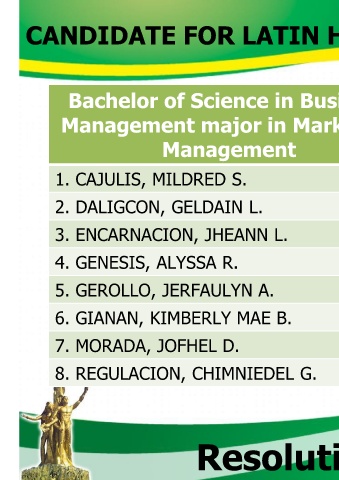 CANDIDATE FOR LATIN H
Bachelor of Science in Bus
Management major in Mark
Management
1. CAJULIS, MILDRED S.
2. DALIGCON, GELDAIN L.
3. ENCARNACION, JHEANN L.
4. GENESIS, ALYSSA R.
5. GEROLLO, JERFAULYN A.
6. GIANAN, KIMBERLY MAE B.
7. MORADA, JOFHEL D.
8. REGULACION, CHIMNIEDEL G.
Resoluti